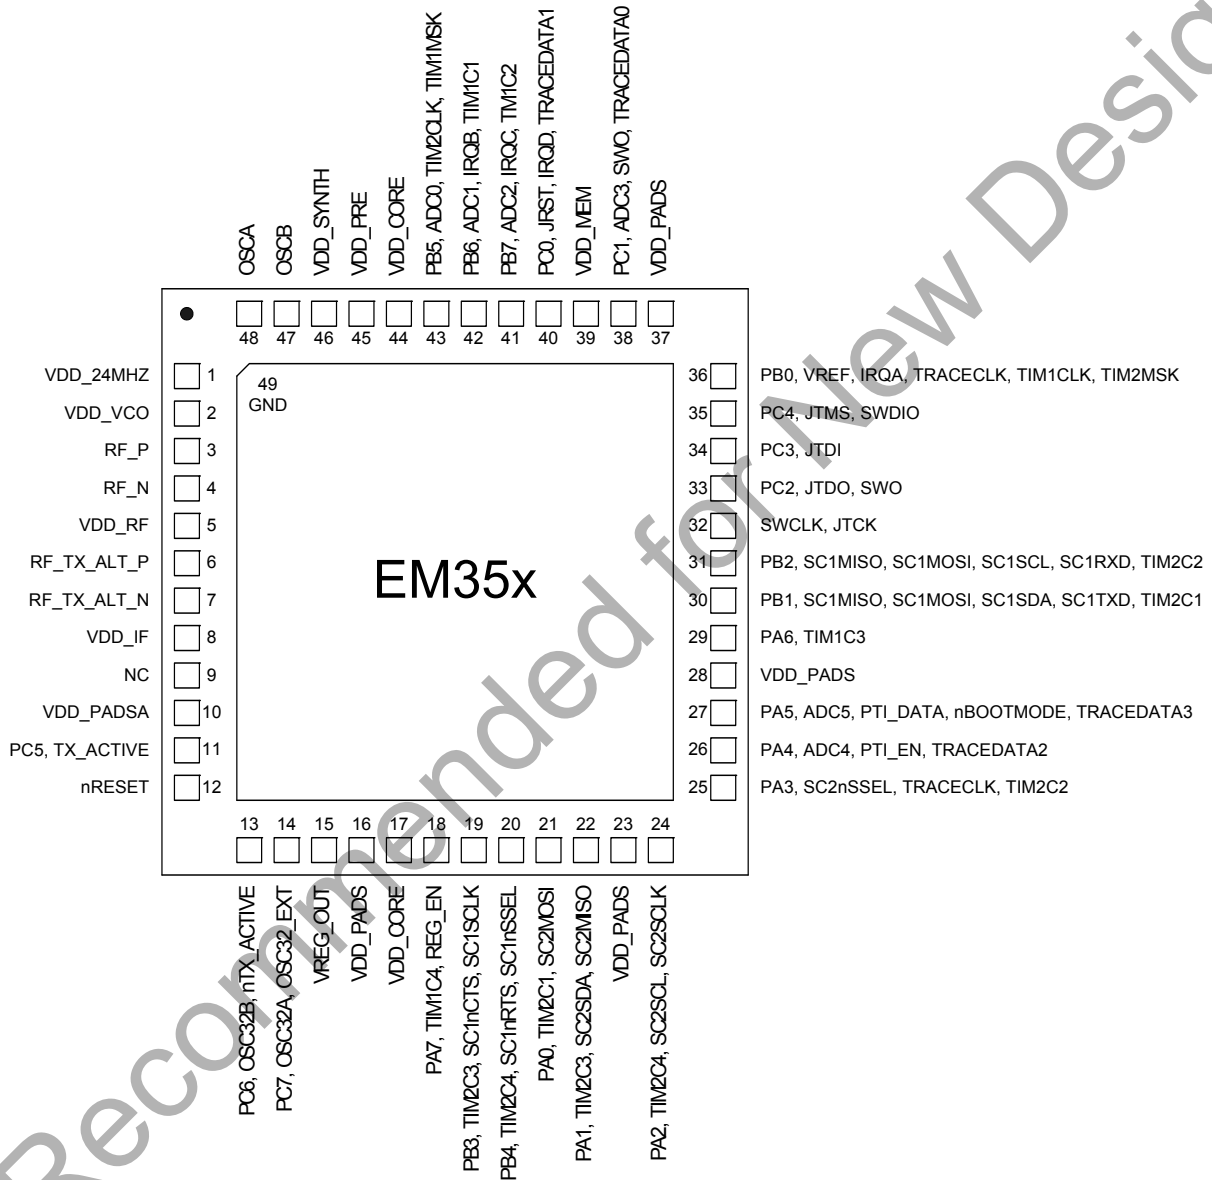 OSCA
OSCB
VDD_SYNTH
VDD_PRE
VDD_CORE
PB5, ADC0, TIM2CLK, TIM1MSK
PB6, ADC1, IRQB, TIM1C1
PB7, ADC2, IRQC, TM1C2
PC0, JRST, IRQD, TRACEDATA1
VDD_MEM
PC1, ADC3, SWO, TRACEDATA0
VDD_PADS
48 47 46 45 44 43 42 41 40 39 38 37
VDD_24MHZ 1
VDD_VCO 2
RF_P 3
RF_N 4
VDD_RF 5
RF_TX_ALT_P 6
RF_TX_ALT_N 7
VDD_IF 8
NC 9
VDD_PADSA 10
PC5, TX_ACTIVE 11
nRESET 12
49
GND
EM35x
36 PB0, VREF, IRQA, TRACECLK, TIM1CLK, TIM2MSK
35 PC4, JTMS, SWDIO
34 PC3, JTDI
33 PC2, JTDO, SWO
32 SWCLK, JTCK
31 PB2, SC1MISO, SC1MOSI, SC1SCL, SC1RXD, TIM2C2
30 PB1, SC1MISO, SC1MOSI, SC1SDA, SC1TXD, TIM2C1
29 PA6, TIM1C3
28 VDD_PADS
27 PA5, ADC5, PTI_DATA, nBOOTMODE, TRACEDATA3
26 PA4, ADC4, PTI_EN, TRACEDATA2
25 PA3, SC2nSSEL, TRACECLK, TIM2C2
13 14 15 16 17 18 19 20 21 22 23 24
PC6, OSC32B, nTX_ACTIVE
PC7, OSC32A, OSC32_EXT
VREG_OUT
VDD_PADS
VDD_CORE
PA7, TIM1C4, REG_EN
PB3, TIM2C3, SC1nCTS, SC1SCLK
PB4, TIM2C4, SC1nRTS, SC1nSSEL
PA0, TIM2C1, SC2MOSI
PA1, TIM2C3, SC2SDA, SC2MISO
VDD_PADS
PA2, TIM2C4, SC2SCL, SC2SCLK
Recommended for New Desig